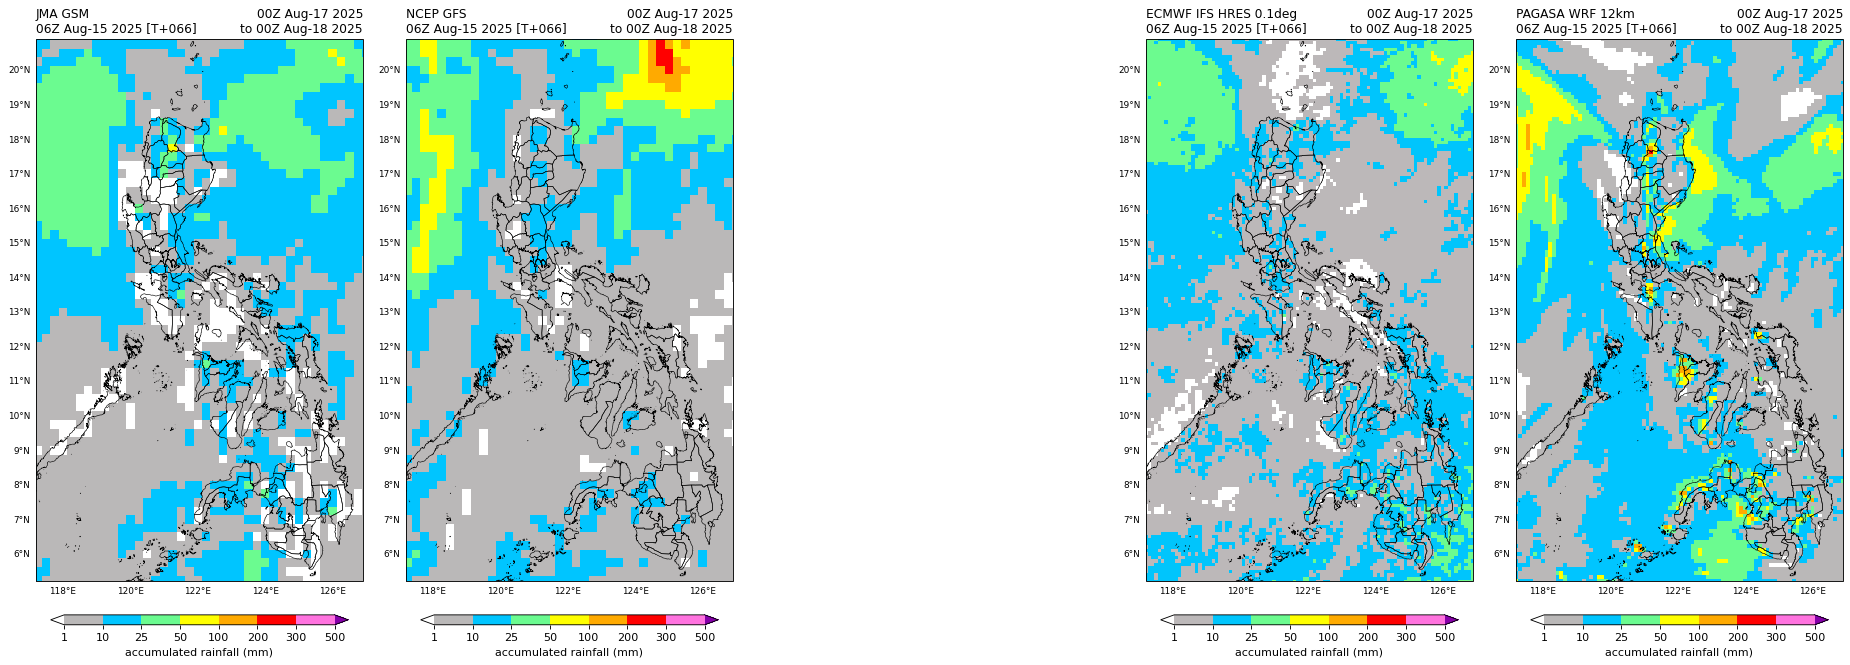 JMA GSM 00Z Aug-17 2025
06Z Aug-15 2025 [T+066] to 00Z Aug-18 2025
20°N
19°N
18°N
17°N
16°N
15°N
14°N
13°N
12°N
11°N
10°N
9°N
8°N
7°N
6°N
118°E 120°E 122°E 124°E 126°E
1 10 25 50 100 200 300 500
accumulated rainfall (mm)
NCEP GFS 00Z Aug-17 2025
06Z Aug-15 2025 [T+066] to 00Z Aug-18 2025
20°N
19°N
18°N
17°N
16°N
15°N
14°N
13°N
12°N
11°N
10°N
9°N
8°N
7°N
6°N
118°E 120°E 122°E 124°E 126°E
1 10 25 50 100 200 300 500
accumulated rainfall (mm)
ECMWF IFS HRES 0.1deg 00Z Aug-17 2025
06Z Aug-15 2025 [T+066] to 00Z Aug-18 2025
20°N
19°N
18°N
17°N
16°N
15°N
14°N
13°N
12°N
11°N
10°N
9°N
8°N
7°N
6°N
118°E 120°E 122°E 124°E 126°E
1 10 25 50 100 200 300 500
accumulated rainfall (mm)
PAGASA WRF 12km 00Z Aug-17 2025
06Z Aug-15 2025 [T+066] to 00Z Aug-18 2025
20°N
19°N
18°N
17°N
16°N
15°N
14°N
13°N
12°N
11°N
10°N
9°N
8°N
7°N
6°N
118°E 120°E 122°E 124°E 126°E
1 10 25 50 100 200 300 500
accumulated rainfall (mm)